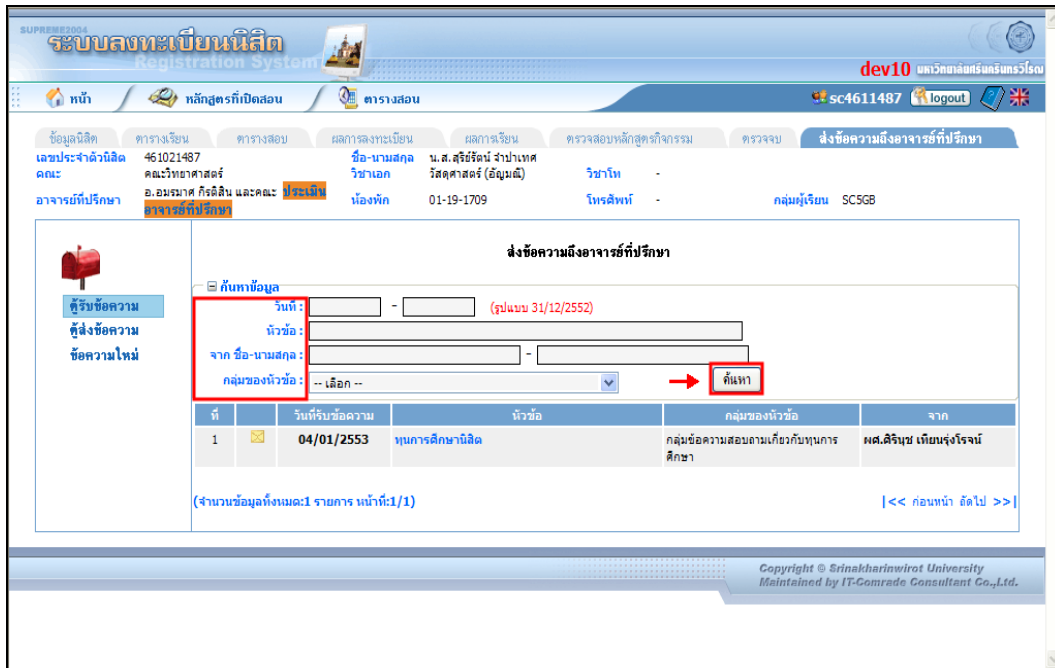 SUPREME2004
ระบบลงทะเบียนนิสิต
Registration System
dev10 มหาวิทยาลัยศรีนครินทรวิโรฒ
หน้า หลักสูตรที่เปิดสอน ตารางสอบ sc4611487 logout
ข้อมูลนิสิต ตารางเรียน ตารางสอบ ผลการลงทะเบียน ผลการเรียน ตรวจสอบหลักสูตรกิจกรรม ตรวจจบ ส่งข้อความถึงอาจารย์ที่ปรึกษา
เลขประจำตัวนิสิต 461021487 ชื่อ-นามสกุล น.ส.สุรีย์รัตน์ จำปาเทศ
คณะ คณะวิทยาศาสตร์ วิชาเอก วัสดุศาสตร์ (อัญมณี) วิชาโท -
อาจารย์ที่ปรึกษา อ.อมรมาศ กีรติสิน และคณะ ประเมินอาจารย์ที่ปรึกษา ห้องพัก 01-19-1709 โทรศัพท์ - กลุ่มผู้เรียน SC5GB
ส่งข้อความถึงอาจารย์ที่ปรึกษา
ตู้รับข้อความ
ตู้ส่งข้อความ
ข้อความใหม่
ค้นหาข้อมูล
วันที่ : - (รูปแบบ 31/12/2552)
หัวข้อ :
จาก ชื่อ-นามสกุล : -
กลุ่มของหัวข้อ : -- เลือก -- ค้นหา
ที่ วันที่รับข้อความ หัวข้อ กลุ่มของหัวข้อ จาก
1 04/01/2553 ทุนการศึกษานิสิต กลุ่มข้อความสอบถามเกี่ยวกับทุนการศึกษา ผศ.ศิรินุช เทียนรุ่งโรจน์
(จำนวนข้อมูลทั้งหมด:1 รายการ หน้าที่:1/1) |<< ก่อนหน้า ถัดไป >>|
Copyright © Srinakharinwirot University
Maintained by IT-Comrade Consultant Co.,Ltd.